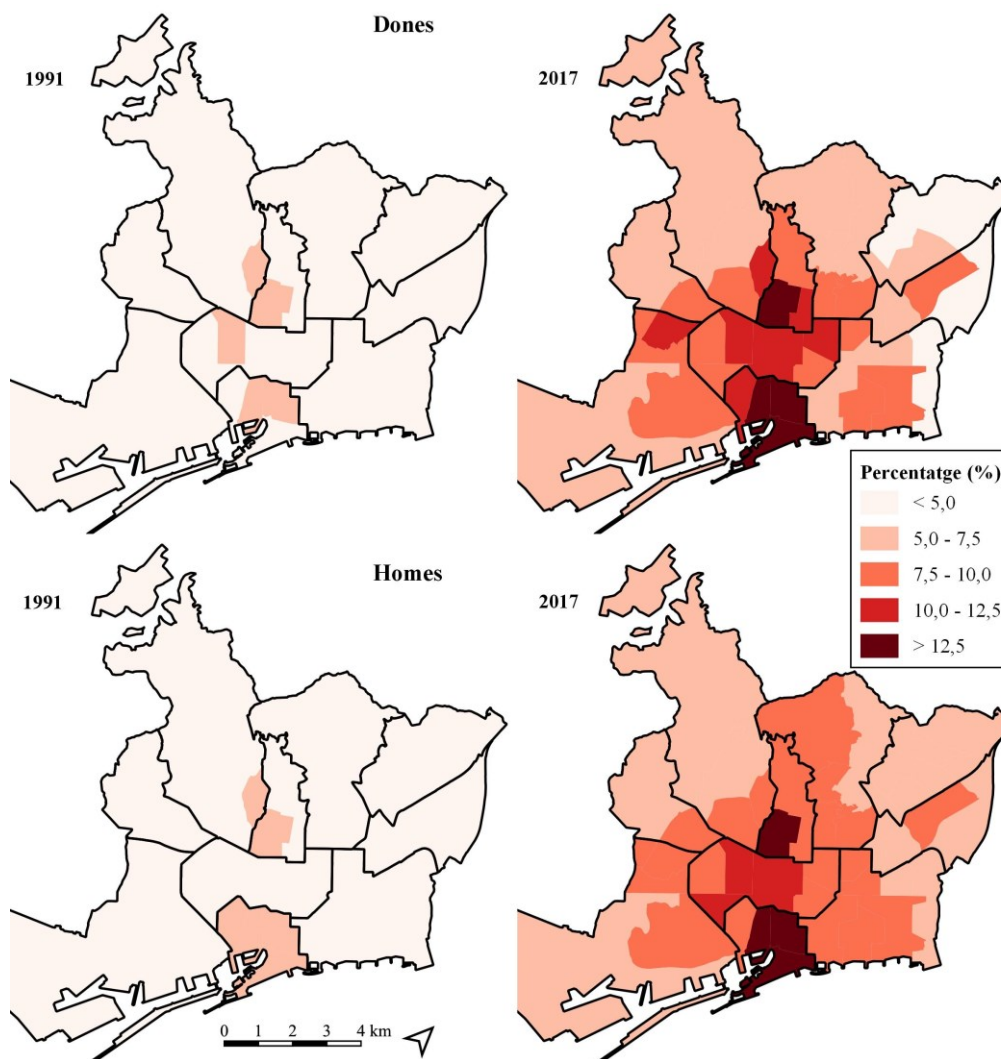 Dones
1991
2017
Percentatge (%)
< 5,0
5,0 - 7,5
7,5 - 10,0
10,0 - 12,5
> 12,5
Homes
1991
2017
0 1 2 3 4 km